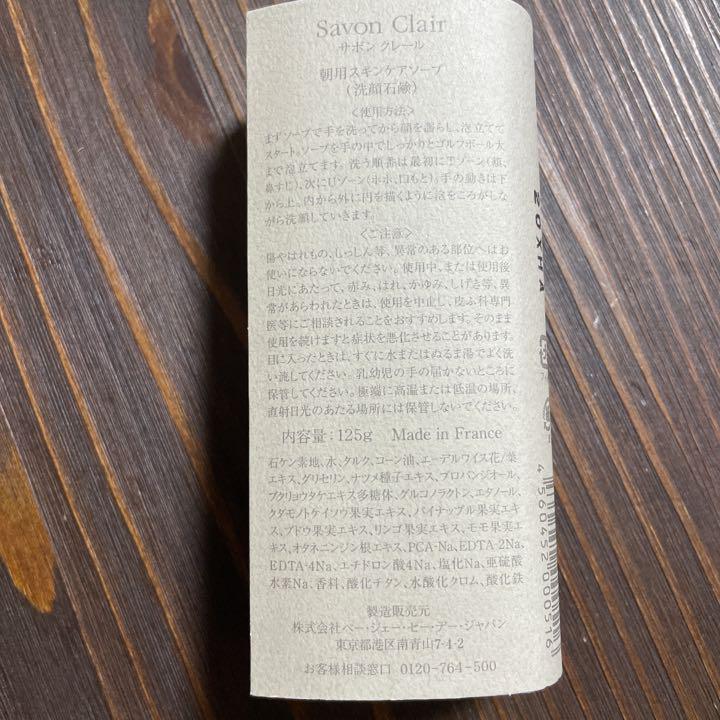 Savon Clair
サボン クレール
朝用スキンケアソープ
(洗顔石鹸)
<使用方法>
まずソープで手を洗ってから顔を濡らし、泡立てて
スタート。ソープを手の中でしっかりとゴルフボール大
まで泡立てます。洗う順番は最初にTゾーン(額、
鼻すじ)、次にUゾーン(ホホ、口もと)。手の動きは下
から上。内から外に円を描くように泡をころがしな
がら洗顔していきます。
<ご注意>
傷やはれもの、しっしん等、異常のある部位へはお
使いにならないでください。使用中、または使用後
日光にあたって、赤み、はれ、かゆみ、しげき等、異
常があらわれたときは、使用を中止し、皮ふ科専門
医等にご相談されることをおすすめします。そのまま
使用を続けますと症状を悪化させることがあります。
目に入ったときは、すぐに水またはぬるま湯でよく洗
い流してください。乳幼児の手の届かないところに
保管してください。極端に高温または低温の場所、
直射日光のあたる場所には保管しないでください。
内容量:125g Made in France
石ケン素地、水、タルク、コーン油、エーデルワイス花/葉
エキス、グリセリン、ナツメ種子エキス、プロパンジオール、
ブクリョウタケエキス多糖体、グルコノラクトン、エタノール、
クダモノトケイソウ果実エキス、パイナップル果実エキ
ス、ブドウ果実エキス、リンゴ果実エキス、モモ果実エ
キス、オタネニンジン根エキス、PCA-Na、EDTA-2Na、
EDTA-4Na、エチドロン酸4Na、塩化Na、亜硫酸
水素Na、香料、酸化チタン、水酸化クロム、酸化鉄
製造販売元
株式会社ベー・ジェー・ゼー・デー・ジャパン
東京都港区南青山7-4-2
お客様相談窓口 0120-764-500
20XHA
4560452000516